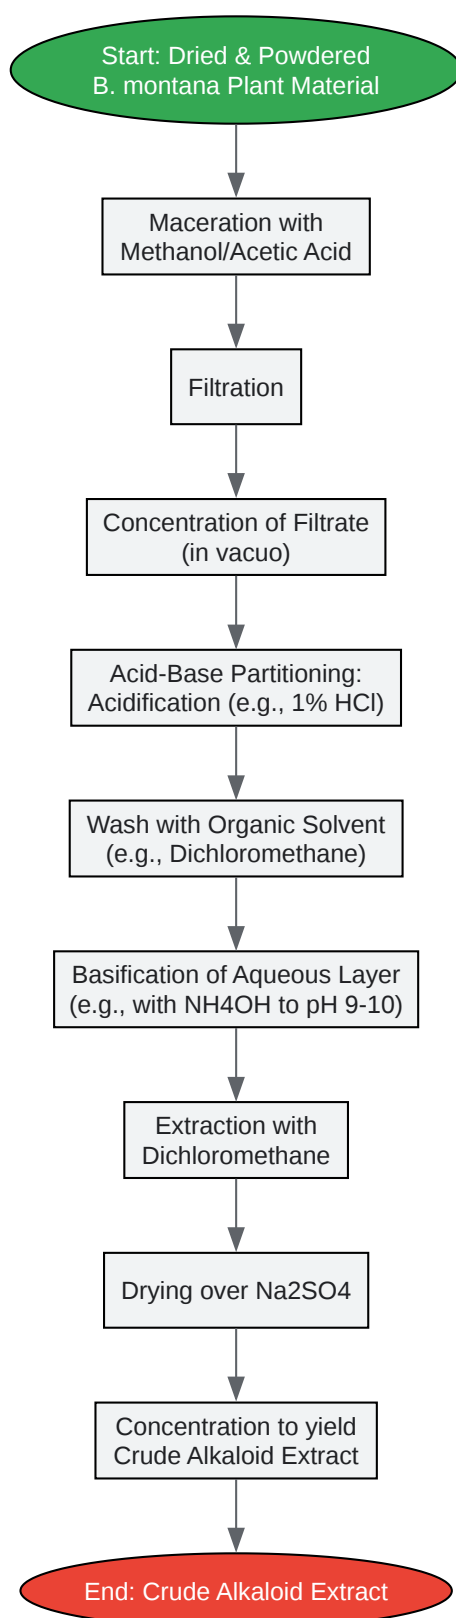 Start: Dried & Powdered
B. montana Plant Material
Maceration with
Methanol/Acetic Acid
Filtration
Concentration of Filtrate
(in vacuo)
Acid-Base Partitioning:
Acidification (e.g., 1% HCl)
Wash with Organic Solvent
(e.g., Dichloromethane)
Basification of Aqueous Layer
(e.g., with NH4OH to pH 9-10)
Extraction with
Dichloromethane
Drying over Na2SO4
Concentration to yield
Crude Alkaloid Extract
End: Crude Alkaloid Extract